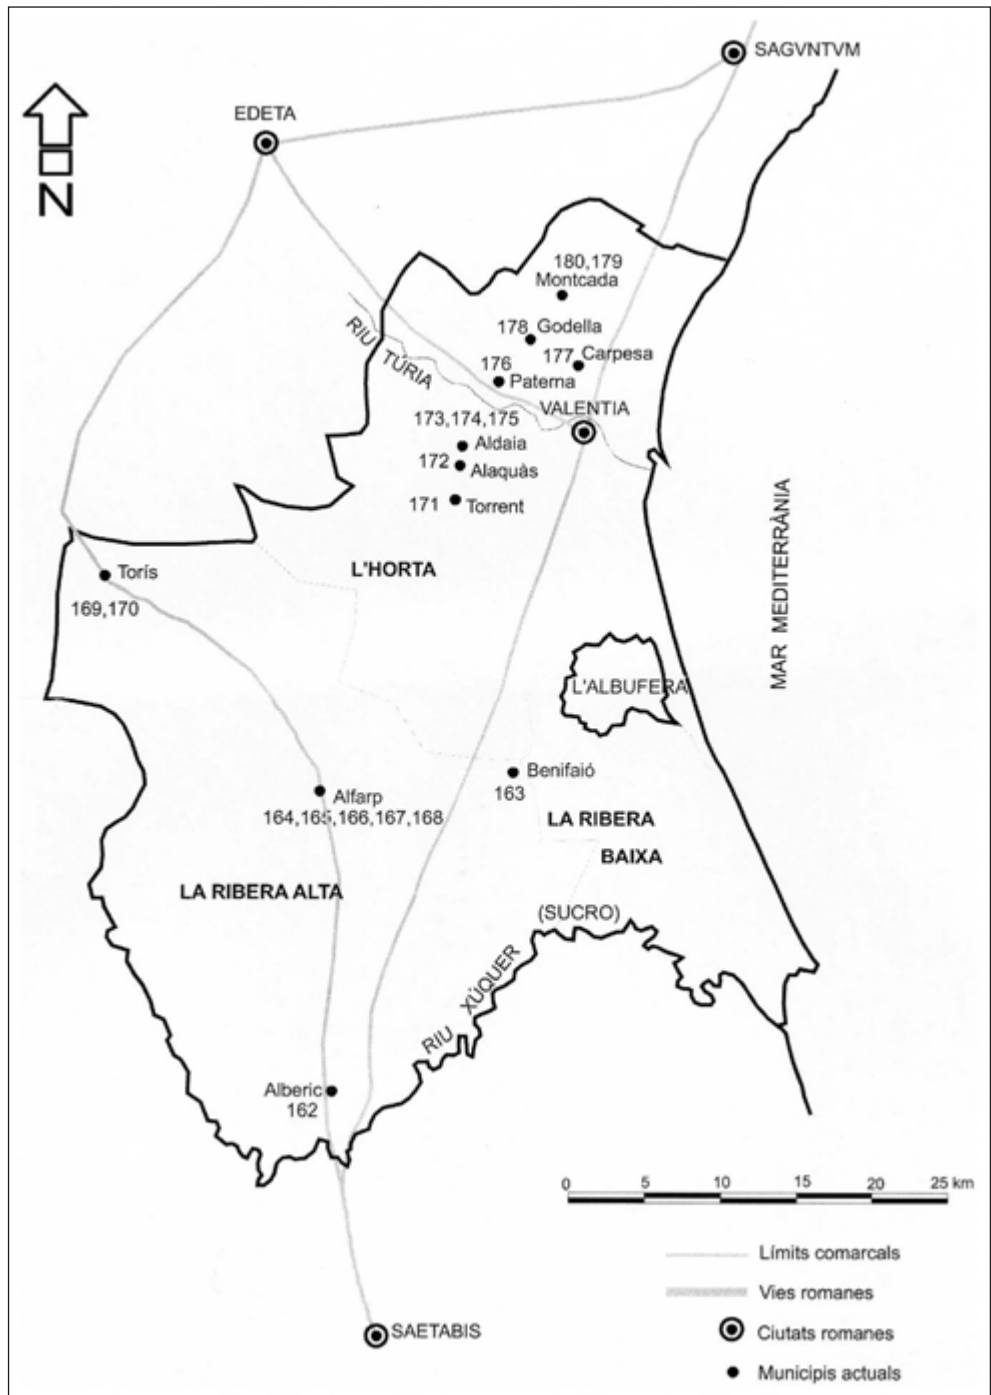 SAGVNTVM
EDETA
N
180,179
Montcada
178 Godella
177 Carpesa
176
Paterna
RIU TÚRIA
VALENTIA
173,174,175
Aldaia
172
Alaquàs
171 Torrent
L'HORTA
Torís
169,170
MAR MEDITERRÀNIA
L'ALBUFERA
Benifaió
163
Alfarp
164,165,166,167,168
LA RIBERA
BAIXA
LA RIBERA ALTA
(SUCRO)
RIU XÚQUER
Alberic
162
0 5 10 15 20 25 km
Límits comarcals
Vies romanes
SAETABIS
Ciutats romanes
Municipis actuals